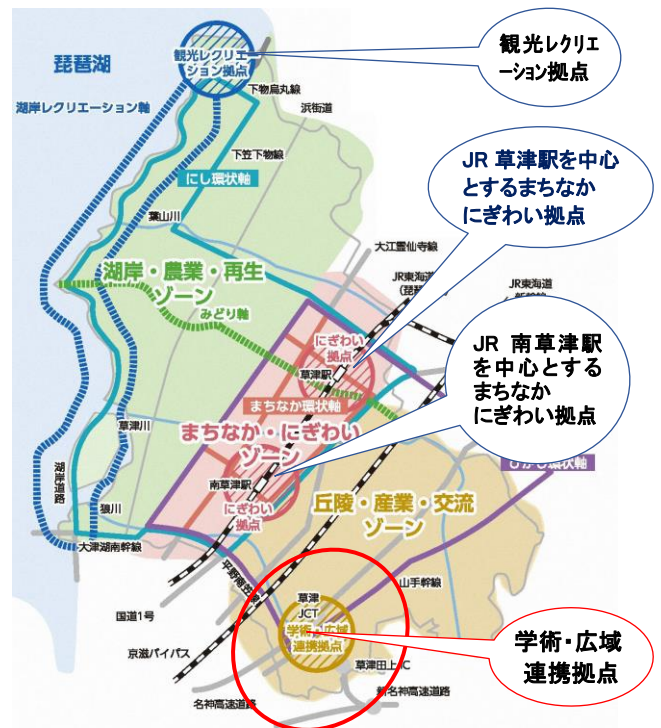 観光レクリエ
ーション拠点
琵琶湖
観光レクリエ
ーション拠点
湖岸レクリエーション軸
下物烏丸線
浜街道
下笠下物線
にし環状軸
JR 草津駅を中心
とするまちなか
にぎわい拠点
葉山川
大江霊仙寺線
湖岸・農業・再生
ゾーン
みどり軸
JR東海道
(琵琶
JR東海道
にぎわい
拠点
草津駅
JR 南草津駅
を中心とする
まちなか
にぎわい拠点
まちなか環状軸
草津川
まちなか・にぎわい
ゾーン
湖岸道路
南草津駅
にぎわい
拠点
狼川
大津湖南幹線
丘陵・産業・交流
ゾーン
ひがし環状軸
平野南笠線
国道1号
草津
JCT
山手幹線
京滋バイパス
学術・広域
連携拠点
草津田上IC
名神高速道路
新名神高速道路
学術・広域
連携拠点